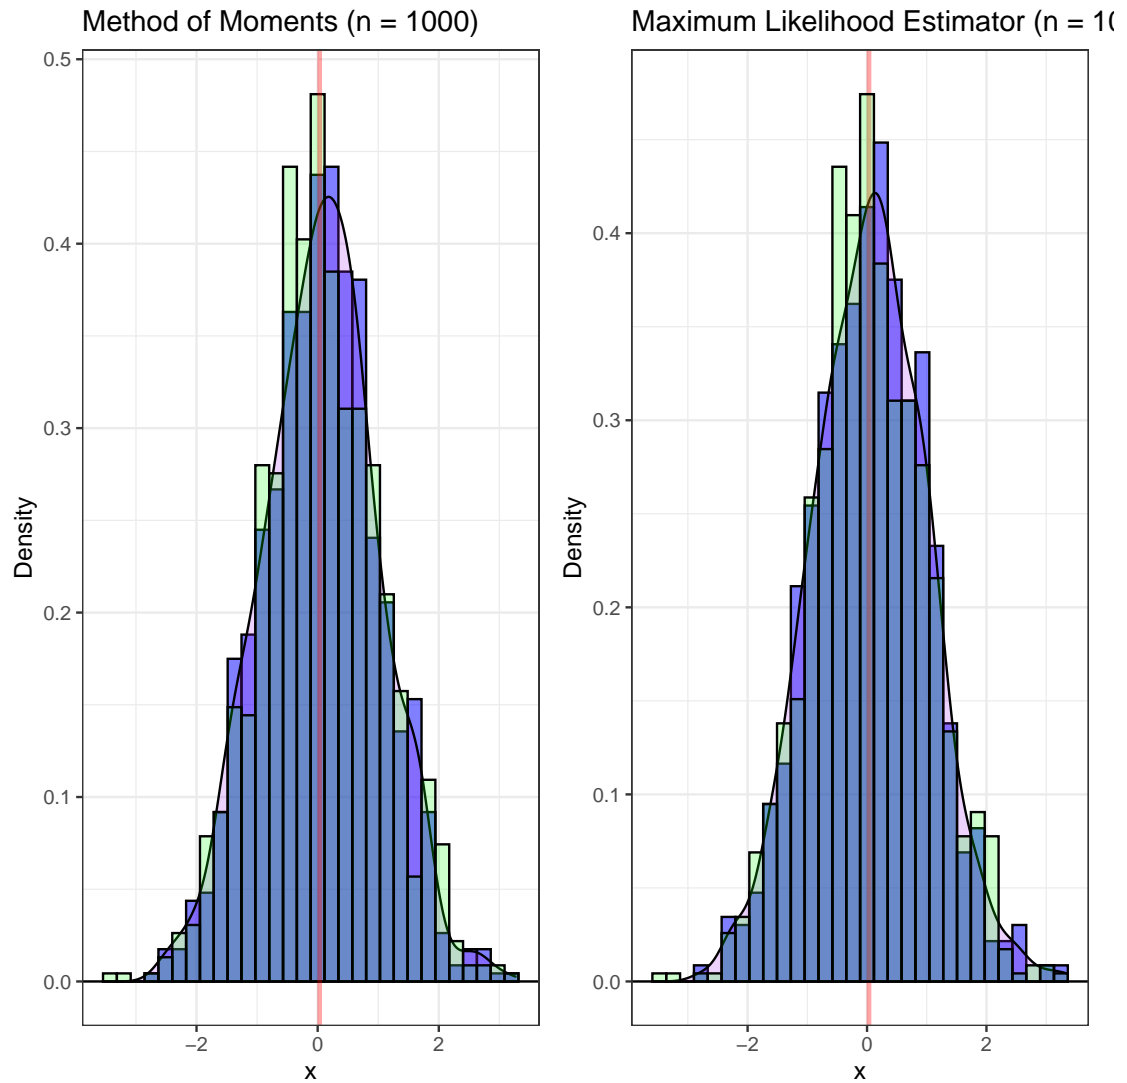 Method of Moments (n = 1000)
Maximum Likelihood Estimator (n = 10
0.5
0.4
0.3
0.2
0.1
0.0
Density
−2
0
2
x
0.4
0.3
0.2
0.1
0.0
Density
−2
0
2
x